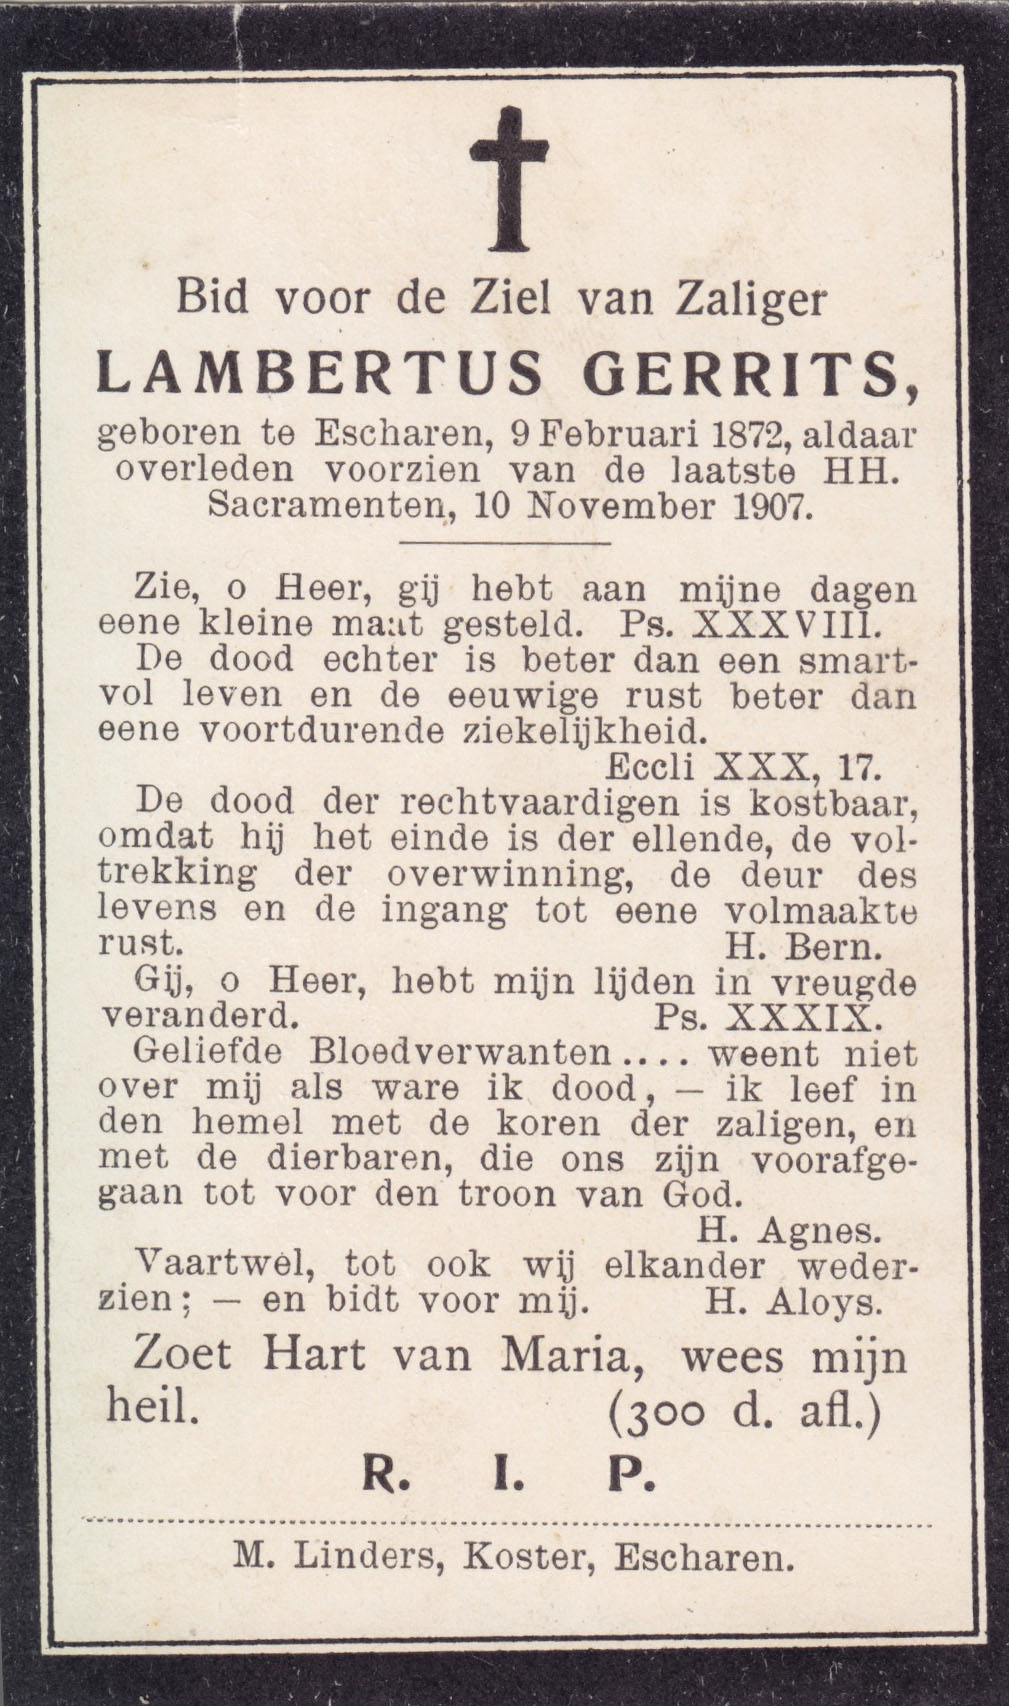 Bid voor de Ziel van Zaliger
LAMBERTUS GERRITS,
geboren te Escharen, 9 Februari 1872, aldaar
overleden voorzien van de laatste HH.
Sacramenten, 10 November 1907.
Zie, o Heer, gij hebt aan mijne dagen
eene kleine maat gesteld. Ps. XXXVIII.
De dood echter is beter dan een smart-
vol leven en de eeuwige rust beter dan
eene voortdurende ziekelijkheid.
Eccli XXX, 17.
De dood der rechtvaardigen is kostbaar,
omdat hij het einde is der ellende, de vol-
trekking der overwinning, de deur des
levens en de ingang tot eene volmaakte
rust. H. Bern.
Gij, o Heer, hebt mijn lijden in vreugde
veranderd. Ps. XXXIX.
Geliefde Bloedverwanten .... weent niet
over mij als ware ik dood, — ik leef in
den hemel met de koren der zaligen, en
met de dierbaren, die ons zijn voorafge-
gaan tot voor den troon van God.
H. Agnes.
Vaartwel, tot ook wij elkander weder-
zien; — en bidt voor mij. H. Aloys.
Zoet Hart van Maria, wees mijn
heil. (300 d. afl.)
R. I. P.
M. Linders, Koster, Escharen.